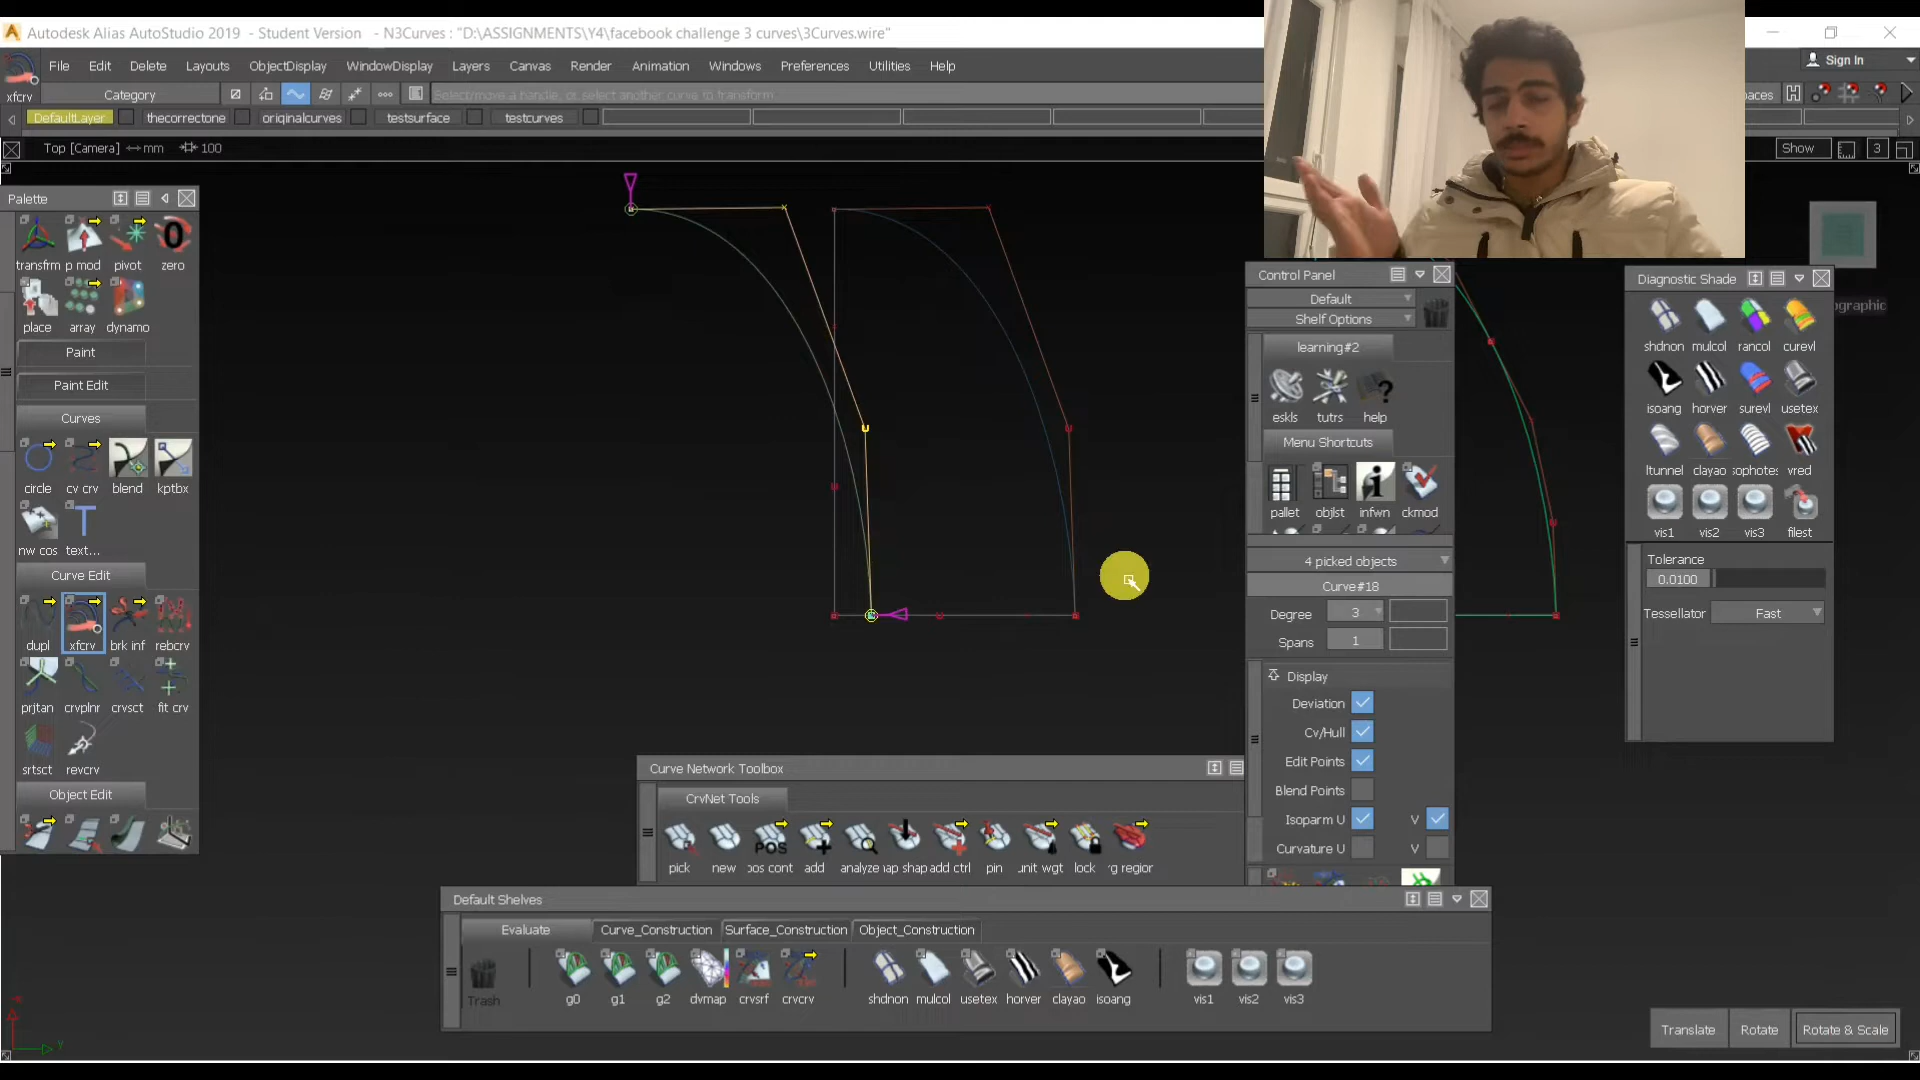 Autodesk Alias AutoStudio 2019 - Student Version - N3Curves : "D:\ASSIGNMENTS\Y4\facebook challenge 3 curves\3Curves.wire"
File Edit Delete Layouts ObjectDisplay WindowDisplay Layers Canvas Render Animation Windows Preferences Utilities Help
Sign In
xfcrv Category Select/move a handle, or select another curve to transform. paces
DefaultLayer thecorrectone originalcurves testsurface testcurves
Top [Camera] mm 100 Show 3
Palette
transfrm p mod pivot zero
place array dynamo
Paint
Paint Edit
Curves
circle cv crv blend kptbx
nw cos text...
Curve Edit
dupl xfcrv brk inf rebcrv
prjtan crvplnr crvsct fit crv
srtsct revcrv
Object Edit
Control Panel
Default
Shelf Options
learning#2
eskls tutrs help
Menu Shortcuts
pallet objlst infwn ckmod
4 picked objects
Curve#18
Degree 3
Spans 1
Display
Deviation
Cv/Hull
Edit Points
Blend Points
Isoparm U V
Curvature U V
ographic
Diagnostic Shade
shdnon mulcol rancol curevl
isoang horver surevl usetex
ltunnel clayao sophotes vred
vis1 vis2 vis3 filest
Tolerance
0.0100
Tessellator Fast
Curve Network Toolbox
CrvNet Tools
pick new pos cont add analyze ap shap add ctrl pin unit wgt lock rg region
Default Shelves
Evaluate Curve_Construction Surface_Construction Object_Construction
Trash g0 g1 g2 dvmap crvsrf crvcrv shdnon mulcol usetex horver clayao isoang vis1 vis2 vis3
Translate Rotate Rotate & Scale
y